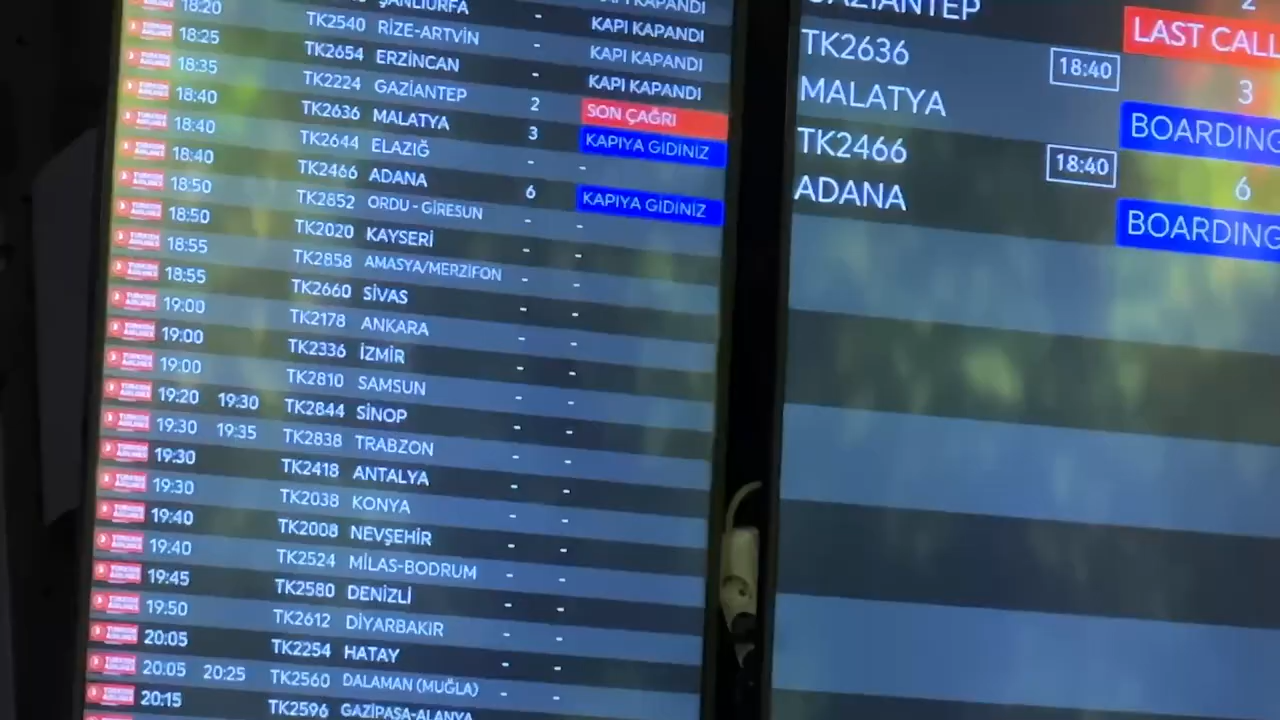 KAPI KAPANDI
ŞANLIURFA - KAPI KAPANDI
18:20 TK2540 RİZE-ARTVİN - KAPI KAPANDI
18:25 TK2654 ERZİNCAN - KAPI KAPANDI
18:35 TK2224 GAZİANTEP 2 SON ÇAĞRI
18:40 TK2636 MALATYA 3 KAPIYA GİDİNİZ
18:40 TK2644 ELAZIĞ - -
18:40 TK2466 ADANA 6 KAPIYA GİDİNİZ
18:50 TK2852 ORDU - GİRESUN - -
18:50 TK2020 KAYSERİ - -
18:55 TK2858 AMASYA/MERZİFON - -
18:55 TK2660 SİVAS - -
19:00 TK2178 ANKARA - -
19:00 TK2336 İZMİR - -
19:00 TK2810 SAMSUN - -
19:20 19:30 TK2844 SİNOP - -
19:30 19:35 TK2838 TRABZON - -
19:30 TK2418 ANTALYA - -
19:30 TK2038 KONYA - -
19:40 TK2008 NEVŞEHİR - -
19:40 TK2524 MİLAS-BODRUM - -
19:45 TK2580 DENİZLİ - -
19:50 TK2612 DİYARBAKIR - -
20:05 TK2254 HATAY - -
20:05 20:25 TK2560 DALAMAN (MUĞLA) - -
20:15 TK2596 GAZİPAŞA-ALANYA
GAZİANTEP 2
LAST CALL
TK2636 18:40
MALATYA 3
BOARDING
TK2466 18:40
ADANA 6
BOARDING